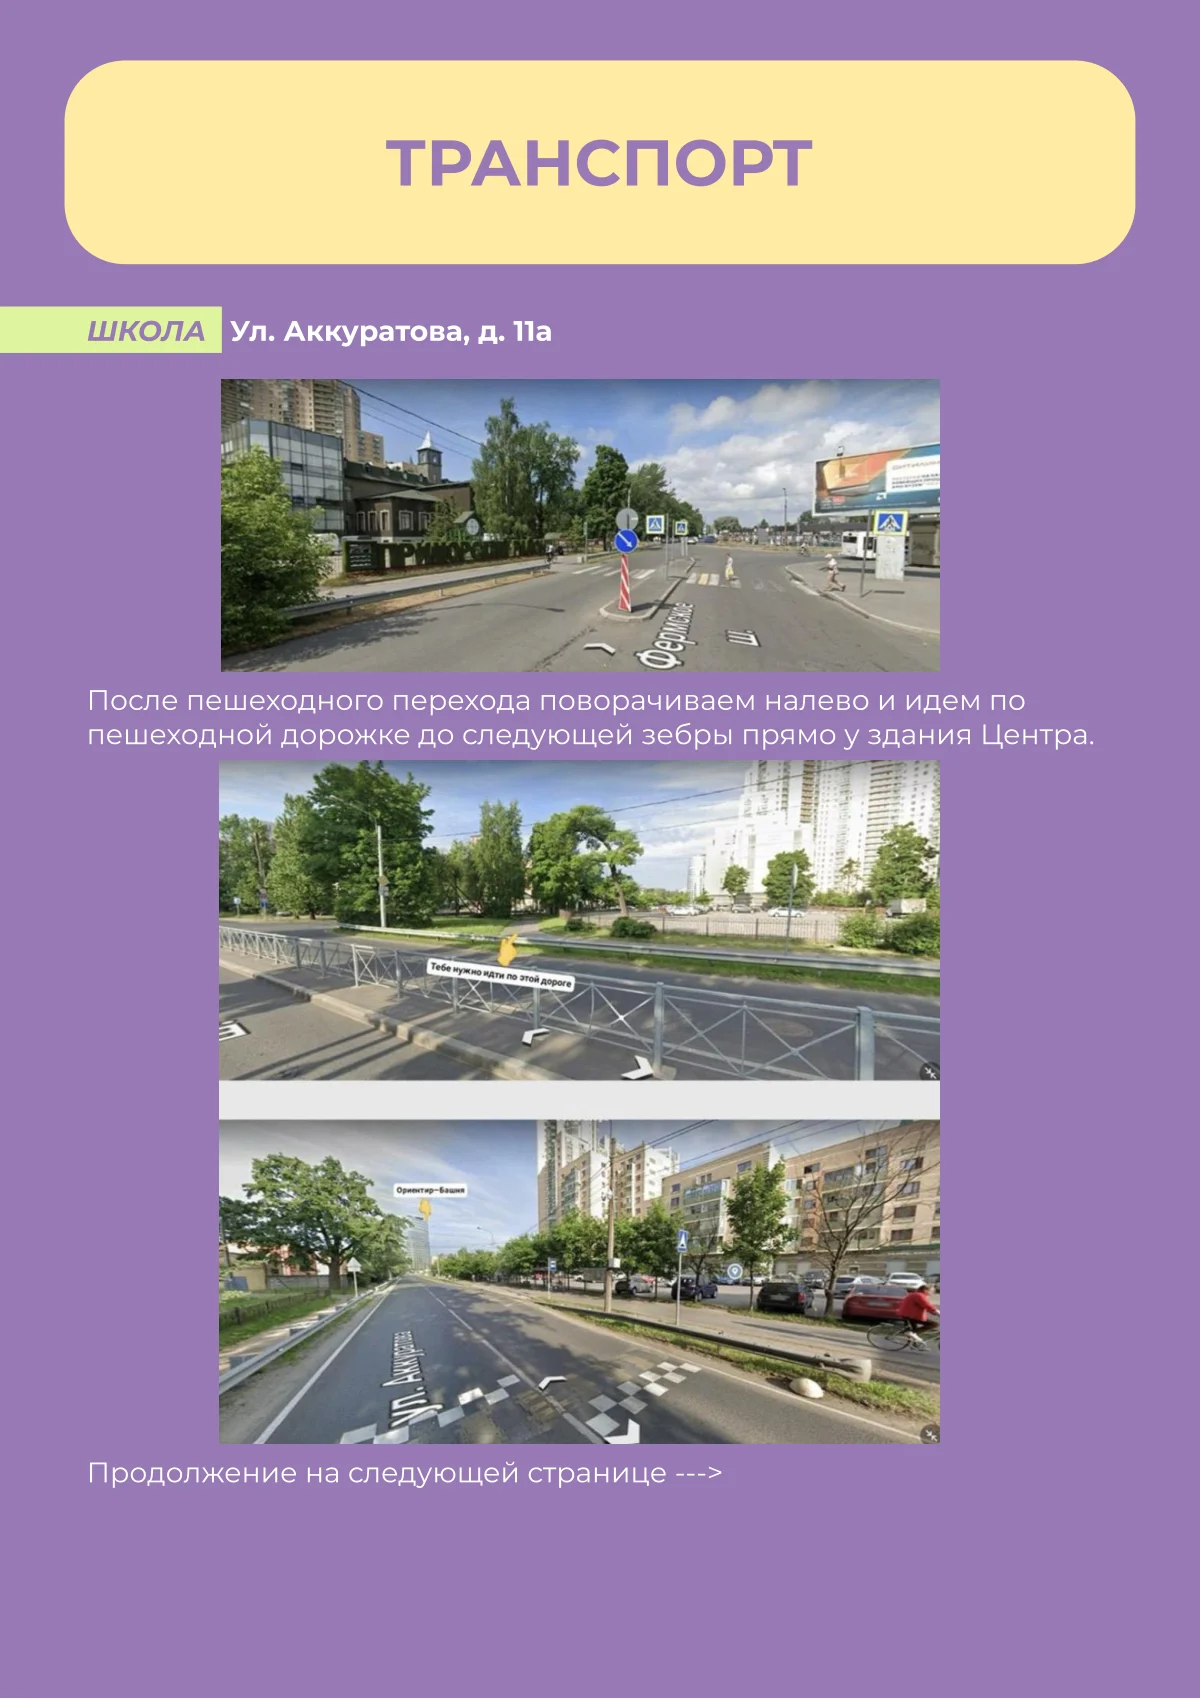 ТРАНСПОРТ
ШКОЛА Ул. Аккуратова, д. 11а
Фермское
ш.
После пешеходного перехода поворачиваем налево и идем по
пешеходной дорожке до следующей зебры прямо у здания Центра.
Тебе нужно идти по этой дороге
Ориентир—Башня
ул. Аккуратова
Продолжение на следующей странице --->